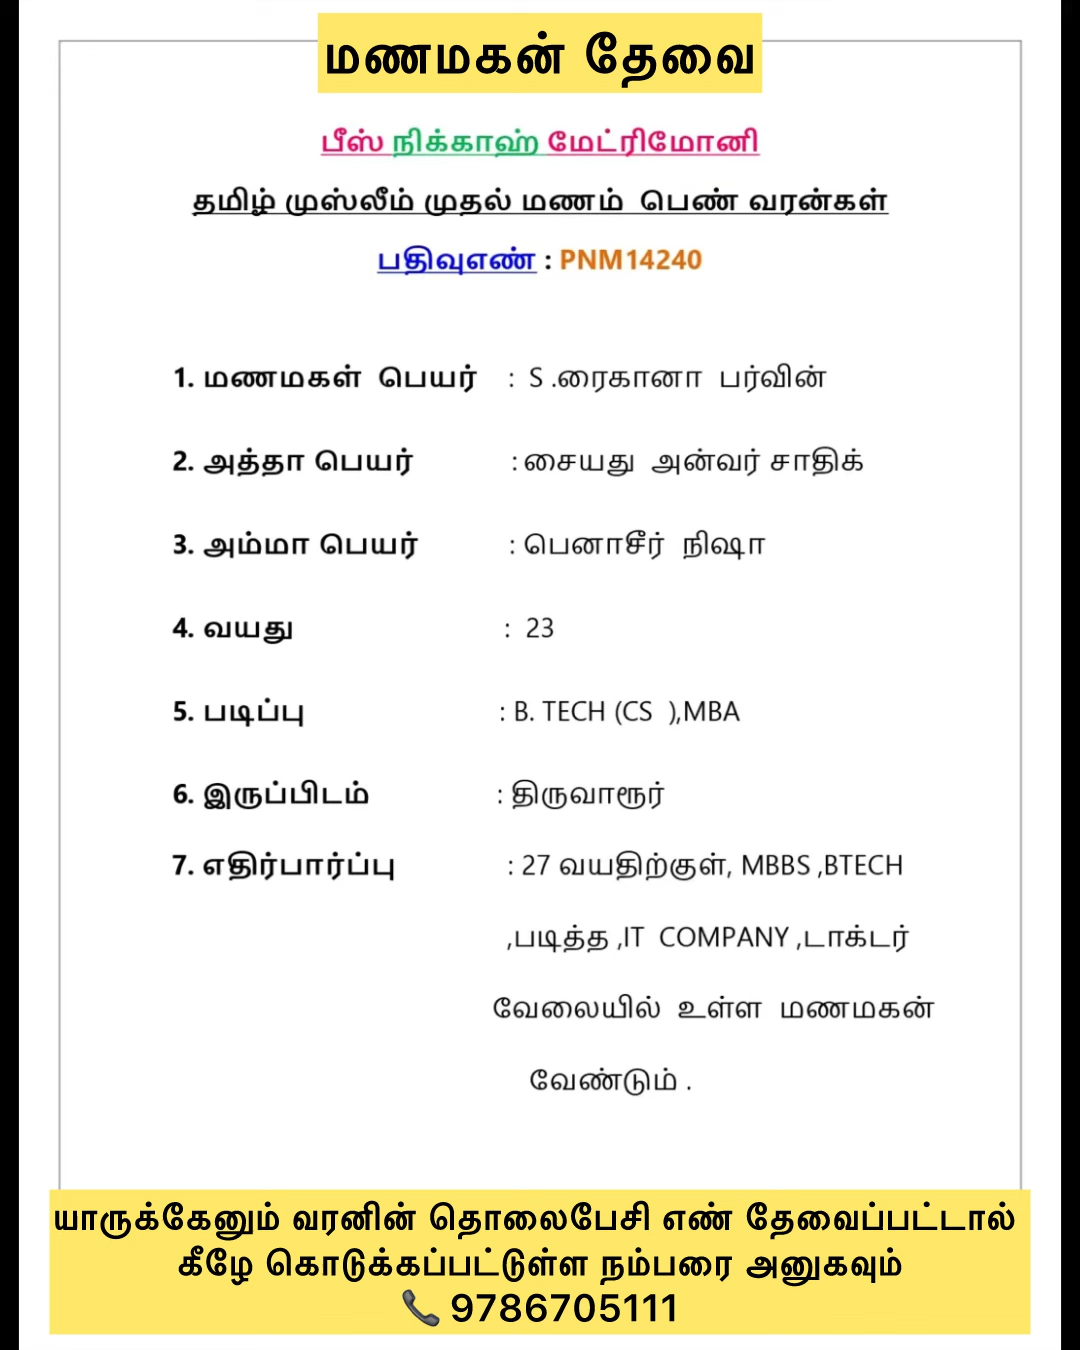 மணமகன் தேவை
பீஸ் நிக்காஹ் மேட்ரிமோனி
தமிழ் முஸ்லீம் முதல் மணம் பெண் வரன்கள்
பதிவுஎண் : PNM14240
1. மணமகள் பெயர் : S .ரைகானா பர்வின்
2. அத்தா பெயர் : சையது அன்வர் சாதிக்
3. அம்மா பெயர் : பெனாசீர் நிஷா
4. வயது : 23
5. படிப்பு : B. TECH (CS ),MBA
6. இருப்பிடம் : திருவாரூர்
7. எதிர்பார்ப்பு : 27 வயதிற்குள், MBBS ,BTECH
,படித்த ,IT COMPANY ,டாக்டர்
வேலையில் உள்ள மணமகன்
வேண்டும் .
யாருக்கேனும் வரனின் தொலைபேசி எண் தேவைப்பட்டால்
கீழே கொடுக்கப்பட்டுள்ள நம்பரை அனுகவும்
📞 9786705111